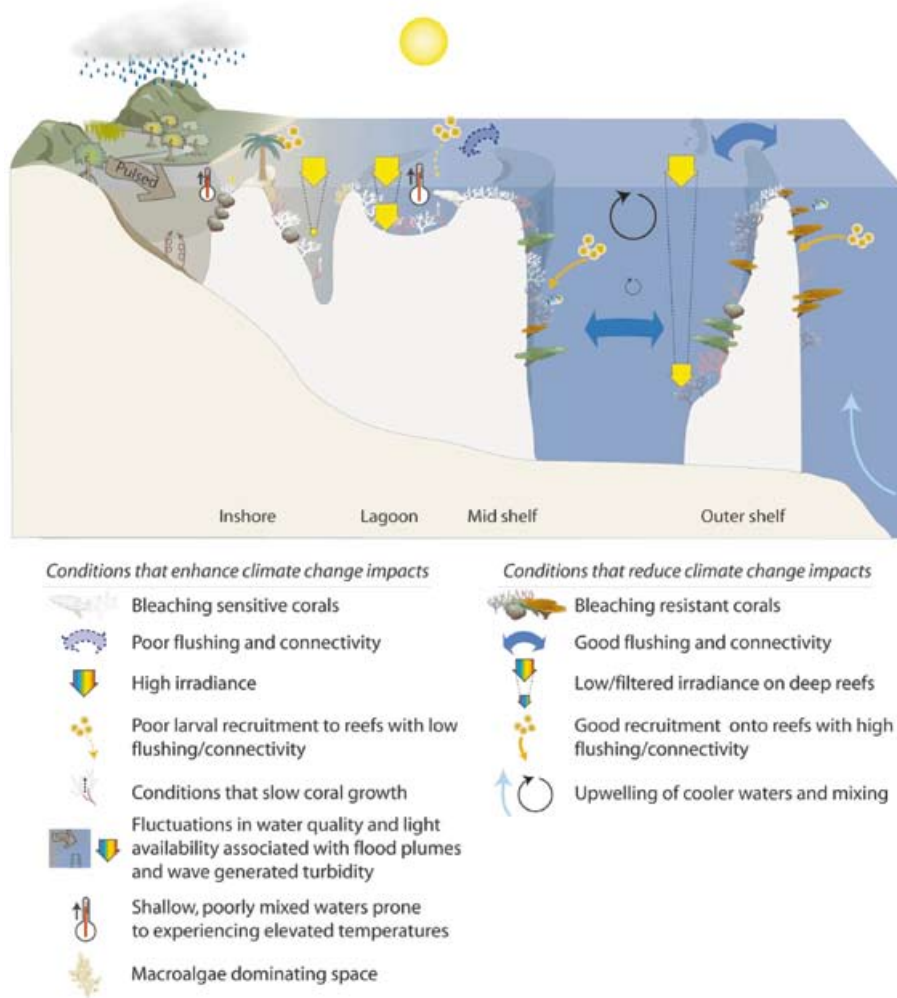 Pulsed
Inshore
Lagoon
Mid shelf
Outer shelf
Conditions that enhance climate change impacts
Bleaching sensitive corals
Poor flushing and connectivity
High irradiance
Poor larval recruitment to reefs with low
flushing/connectivity
Conditions that slow coral growth
Fluctuations in water quality and light
availability associated with flood plumes
and wave generated turbidity
Shallow, poorly mixed waters prone
to experiencing elevated temperatures
Macroalgae dominating space
Conditions that reduce climate change impacts
Bleaching resistant corals
Good flushing and connectivity
Low/filtered irradiance on deep reefs
Good recruitment onto reefs with high
flushing/connectivity
Upwelling of cooler waters and mixing